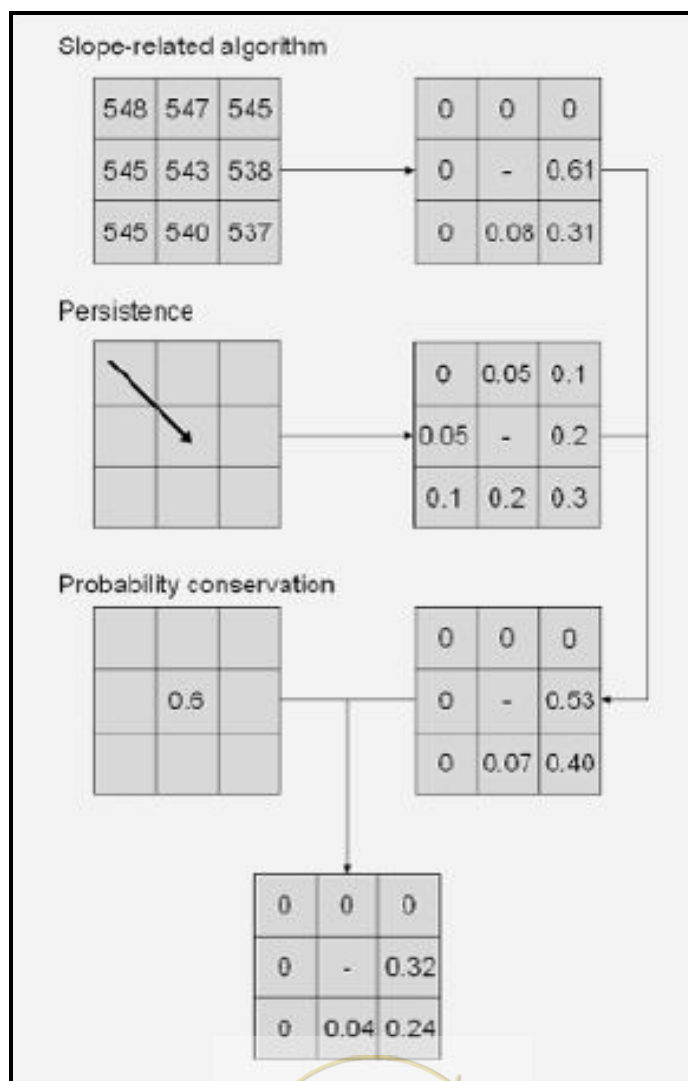 Slope-related algorithm
548 547 545 0 0 0
545 543 538 0 - 0.61
545 540 537 0 0.08 0.31
Persistence
0 0.05 0.1
0.05 - 0.2
0.1 0.2 0.3
Probability conservation
0 0 0
0.6 0 - 0.53
0 0.07 0.40
0 0 0
0 - 0.32
0 0.04 0.24